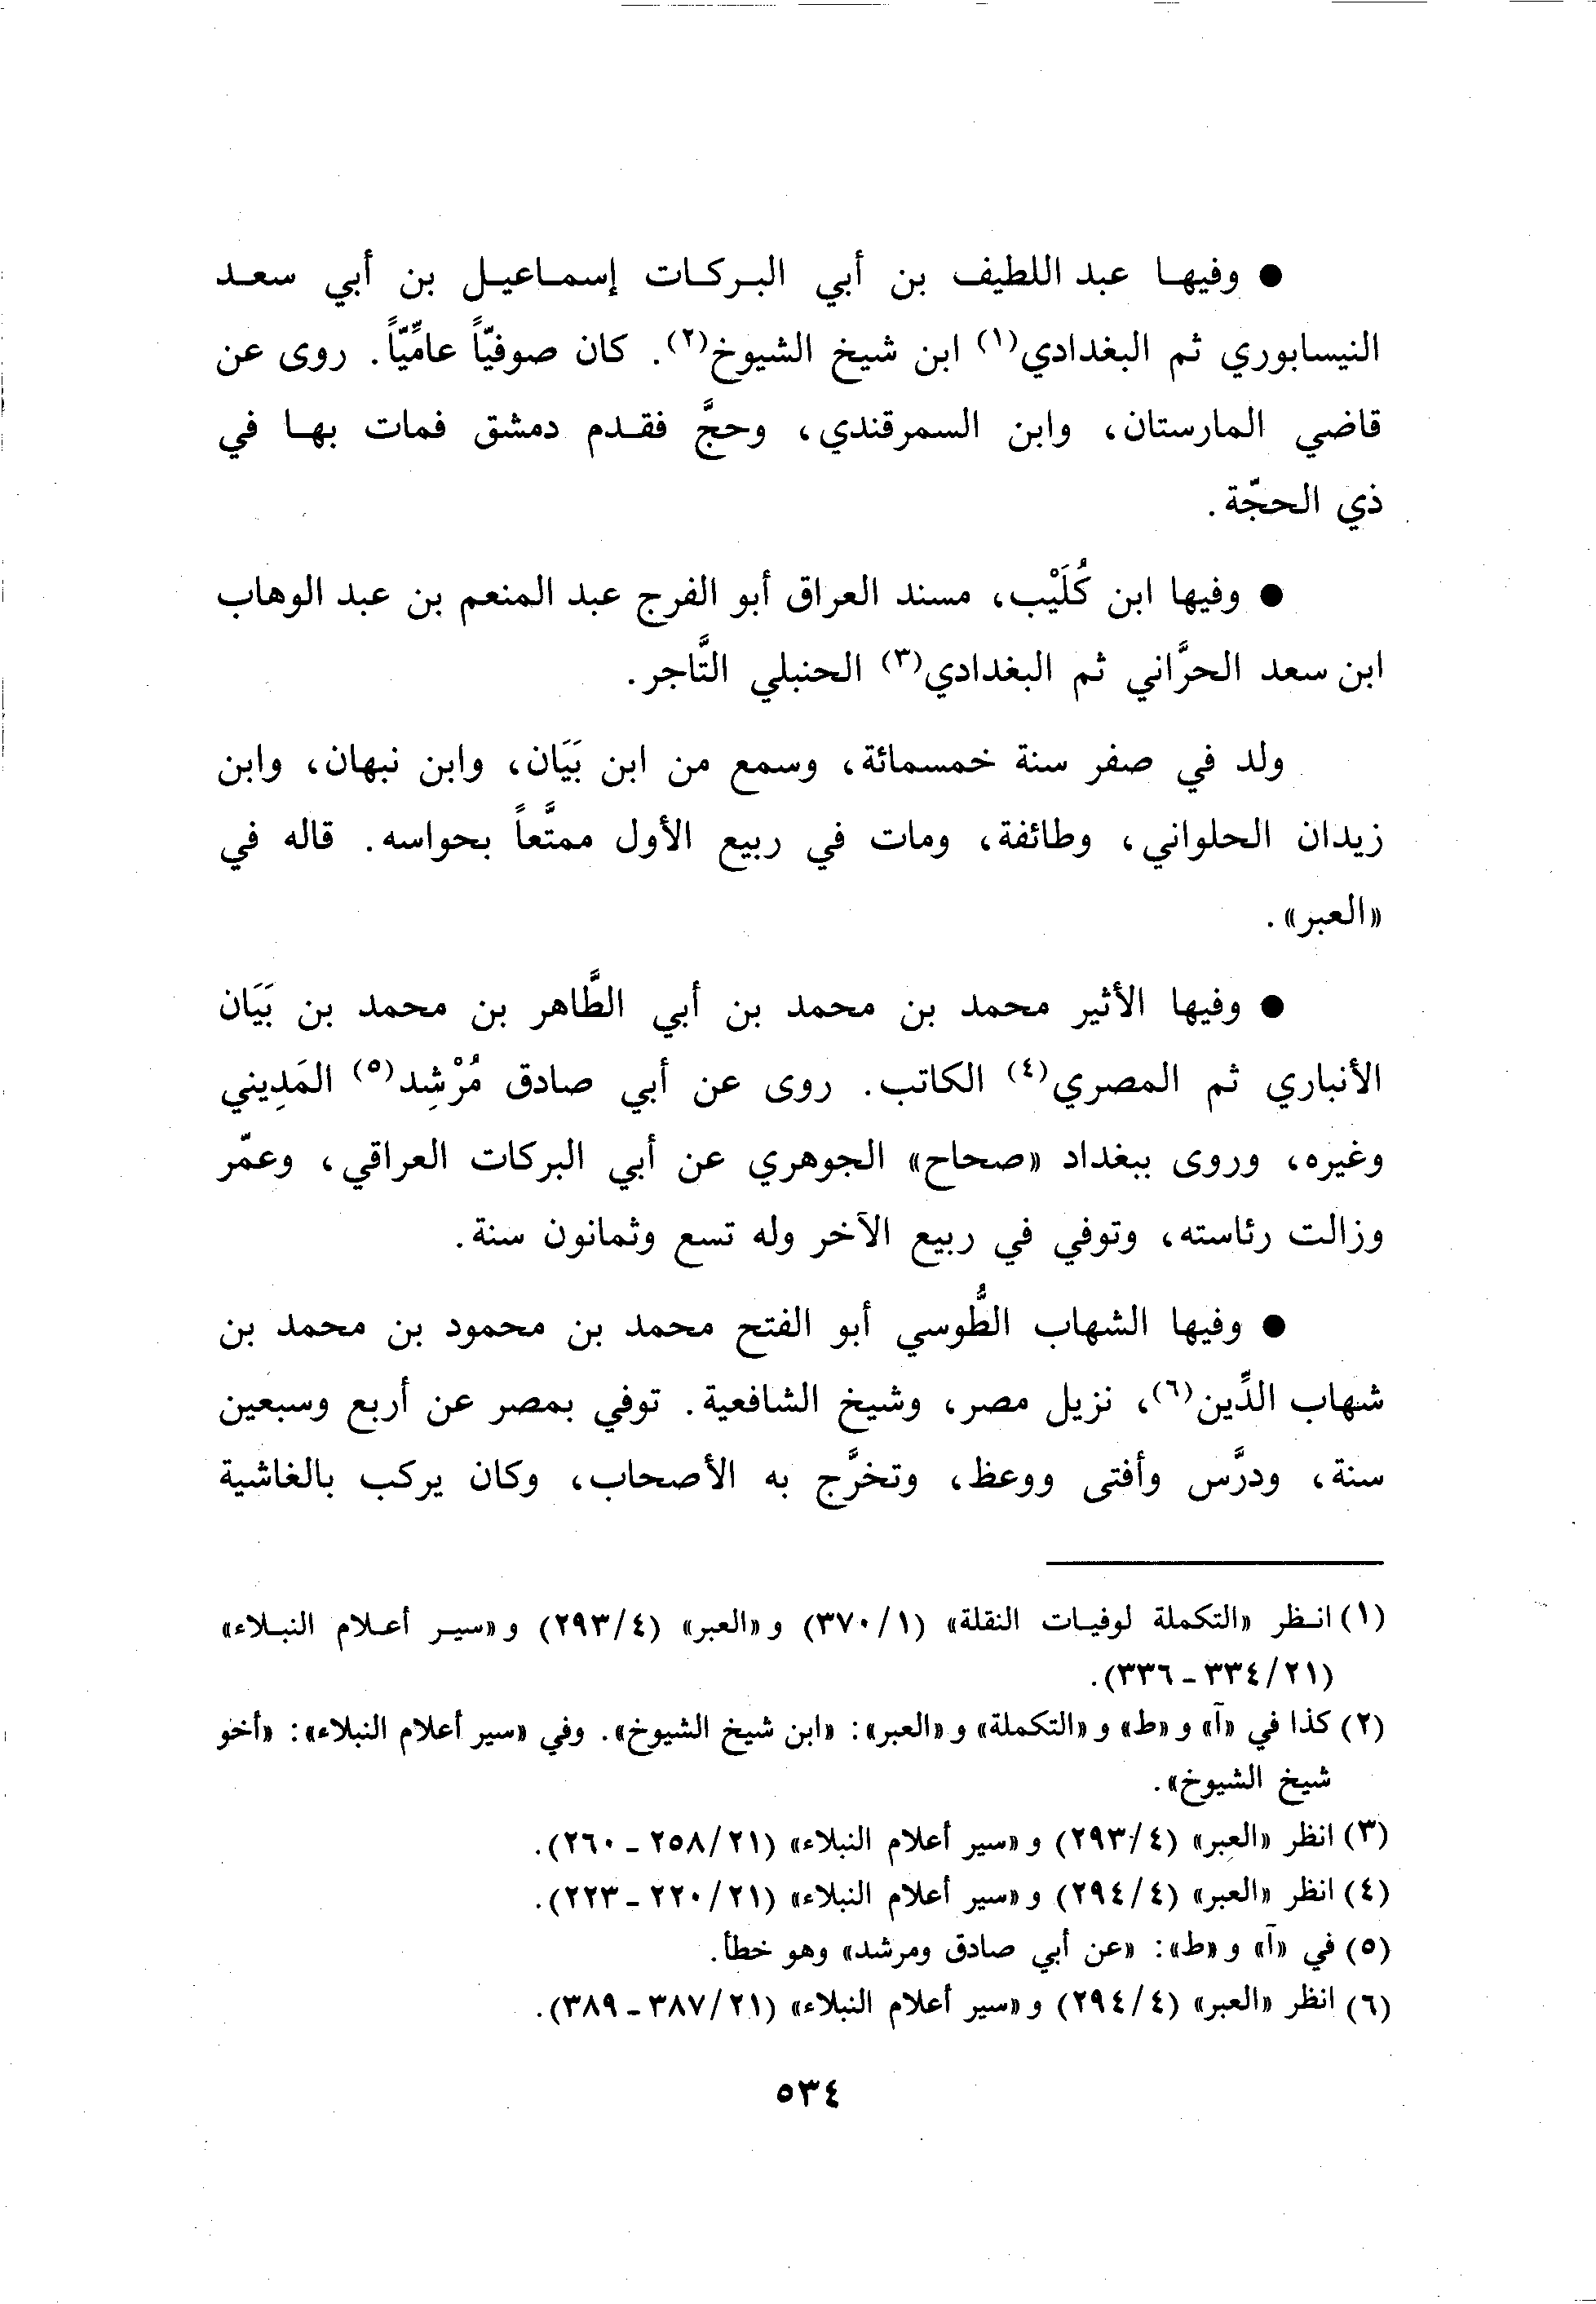 ● وفيها عبد اللطيف بن أبي البركات إسماعيل بن أبي سعد
النيسابوري ثم البغدادي(١) ابن شيخ الشيوخ(٢). كان صوفيّاً عامِّيّاً. روى عن
قاضي المارستان، وابن السمرقندي، وحجَّ فقدم دمشق فمات بها في
ذي الحجّة.
● وفيها ابن كُلَيْب، مسند العراق أبو الفرج عبد المنعم بن عبد الوهاب
ابن سعد الحرَّاني ثم البغدادي(٣) الحنبلي التَّاجر.
ولد في صفر سنة خمسمائة، وسمع من ابن بَيَان، وابن نبهان، وابن
زيدان الحلواني، وطائفة، ومات في ربيع الأول ممتَّعاً بحواسه. قاله في
«العبر».
● وفيها الأثير محمد بن محمد بن أبي الطَّاهر بن محمد بن بَيَان
الأنباري ثم المصري(٤) الكاتب. روى عن أبي صادق مُرْشِد(٥) المَدِيني
وغيره، وروى ببغداد «صحاح» الجوهري عن أبي البركات العراقي، وعمّر
وزالت رئاسته، وتوفي في ربيع الآخر وله تسع وثمانون سنة.
● وفيها الشهاب الطُّوسي أبو الفتح محمد بن محمود بن محمد بن
شهاب الدِّين(٦)، نزيل مصر، وشيخ الشافعية. توفي بمصر عن أربع وسبعين
سنة، ودرَّس وأفتى ووعظ، وتخرَّج به الأصحاب، وكان يركب بالغاشية
(١) انظر «التكملة لوفيات النقلة» (١/ ٣٧٠) و«العبر» (٤/ ٢٩٣) و«سير أعلام النبلاء»
(٢١/ ٣٣٤ - ٣٣٦).
(٢) كذا في «آ» و«ط» و«التكملة» و«العبر»: «ابن شيخ الشيوخ». وفي «سير أعلام النبلاء»: «أخو
شيخ الشيوخ».
(٣) انظر «العبر» (٤/ ٢٩٣) و«سير أعلام النبلاء» (٢١/ ٢٥٨ - ٢٦٠).
(٤) انظر «العبر» (٤/ ٢٩٤) و«سير أعلام النبلاء» (٢١/ ٢٢٠ - ٢٢٣).
(٥) في «آ» و«ط»: «عن أبي صادق ومرشد» وهو خطأ.
(٦) انظر «العبر» (٤/ ٢٩٤) و«سير أعلام النبلاء» (٢١/ ٣٨٧ - ٣٨٩).
٥٣٤